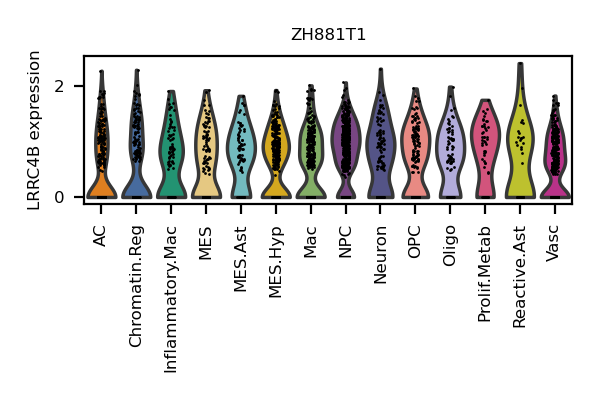 ZH881T1
LRRC4B expression
2
0
AC
Chromatin.Reg
Inflammatory.Mac
MES
MES.Ast
MES.Hyp
Mac
NPC
Neuron
OPC
Oligo
Prolif.Metab
Reactive.Ast
Vasc